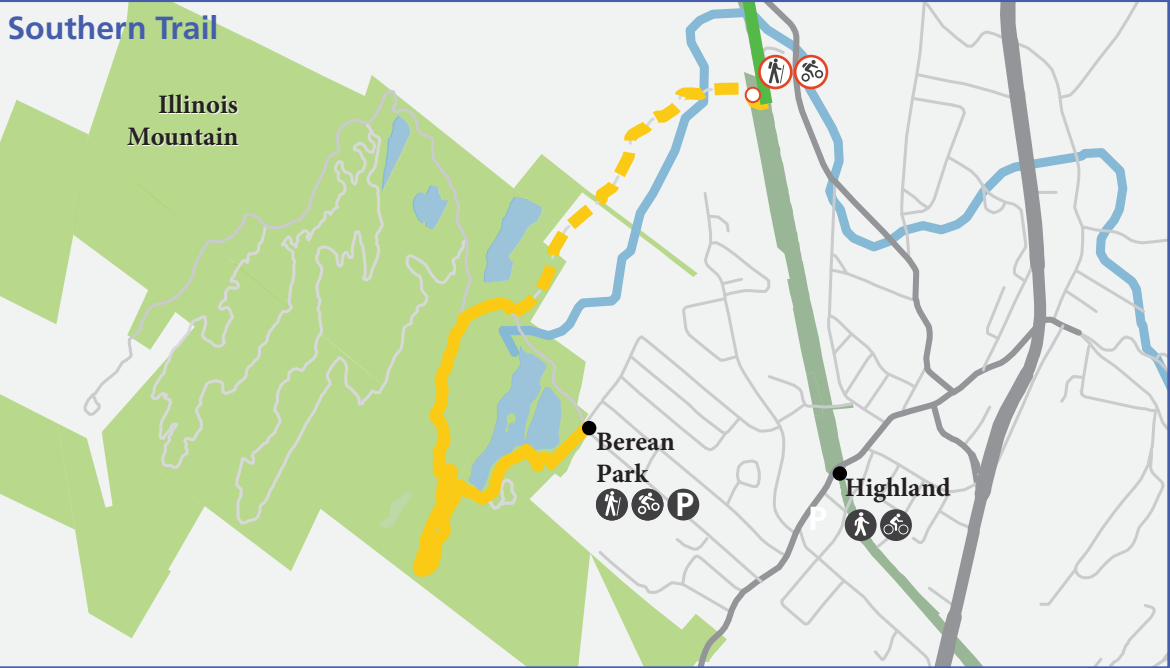 Southern Trail
Illinois
Mountain
Berean
Park
P
Highland
P